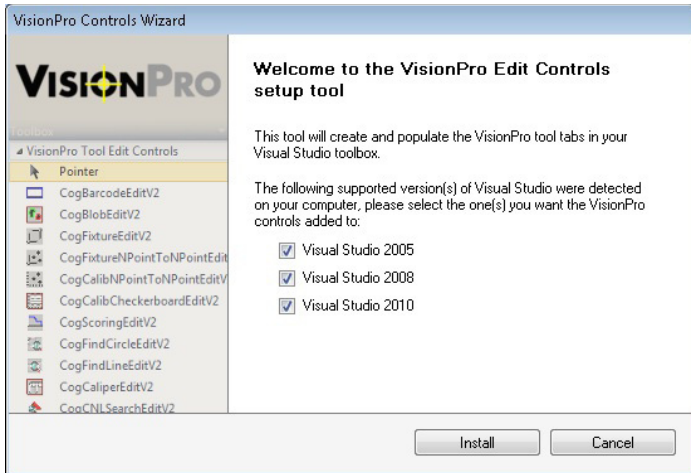 VisionPro Controls Wizard
VISIONPRO
Toolbox
VisionPro Tool Edit Controls
Pointer
CogBarcodeEditV2
CogBlobEditV2
CogFixtureEditV2
CogFixtureNPointToNPointEdit
CogCalibNPointToNPointEditV
CogCalibCheckerboardEditV2
CogScoringEditV2
CogFindCircleEditV2
CogFindLineEditV2
CogCaliperEditV2
CogCNLSearchEditV2
Welcome to the VisionPro Edit Controls
setup tool
This tool will create and populate the VisionPro tool tabs in your
Visual Studio toolbox.
The following supported version(s) of Visual Studio were detected
on your computer, please select the one(s) you want the VisionPro
controls added to:
Visual Studio 2005
Visual Studio 2008
Visual Studio 2010
Install
Cancel